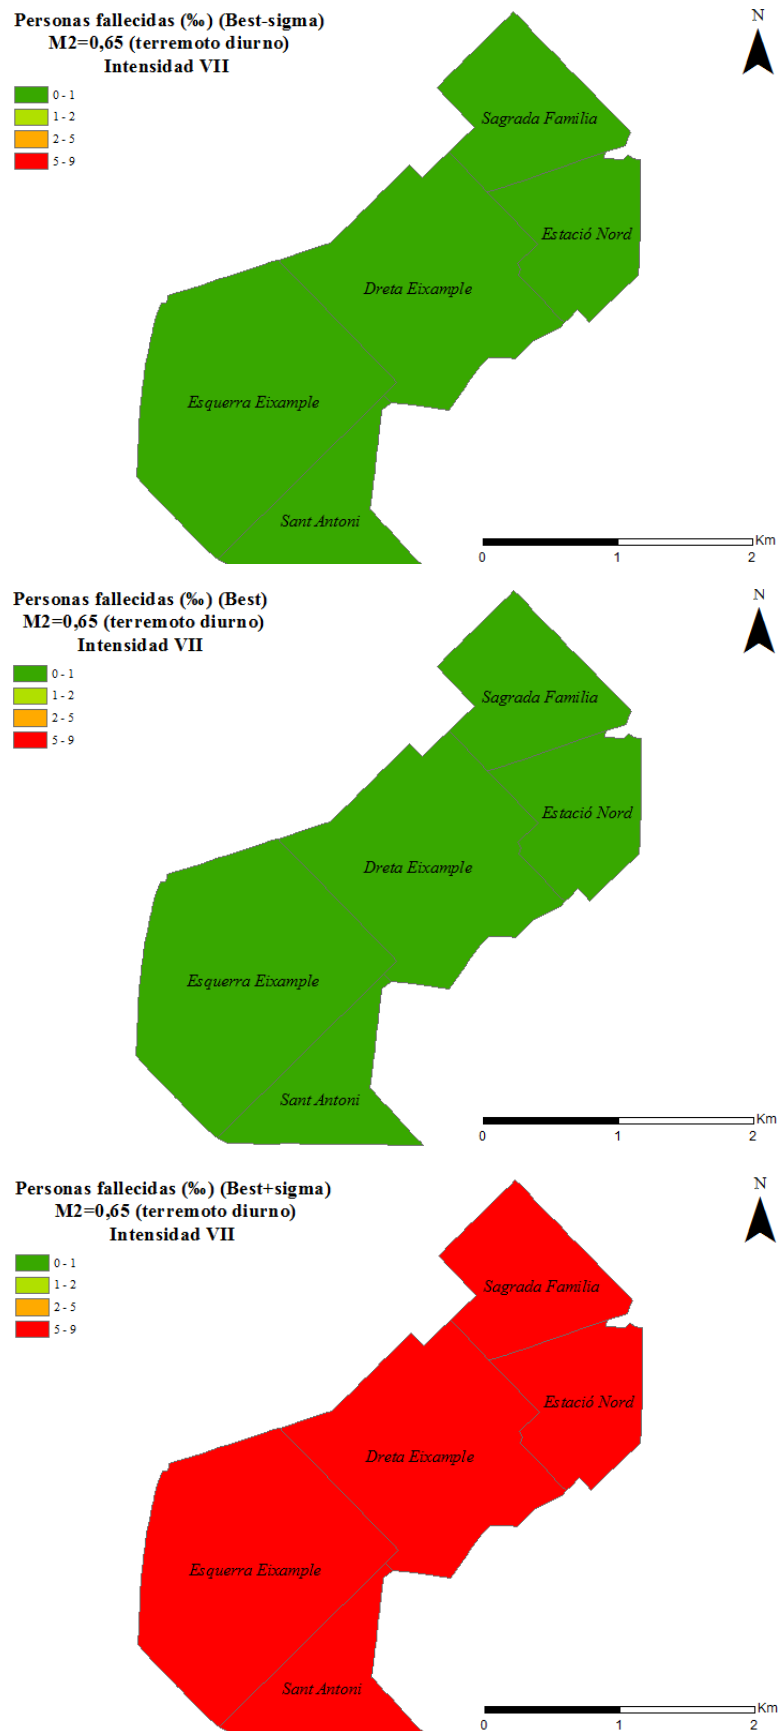 Personas fallecidas (‰) (Best-sigma)
M2=0,65 (terremoto diurno)
Intensidad VII
0 - 1
1 - 2
2 - 5
5 - 9
N
Sagrada Familia
Estació Nord
Dreta Eixample
Esquerra Eixample
Sant Antoni
Km
0 1 2
Personas fallecidas (‰) (Best)
M2=0,65 (terremoto diurno)
Intensidad VII
0 - 1
1 - 2
2 - 5
5 - 9
N
Sagrada Familia
Estació Nord
Dreta Eixample
Esquerra Eixample
Sant Antoni
Km
0 1 2
Personas fallecidas (‰) (Best+sigma)
M2=0,65 (terremoto diurno)
Intensidad VII
0 - 1
1 - 2
2 - 5
5 - 9
N
Sagrada Familia
Estació Nord
Dreta Eixample
Esquerra Eixample
Sant Antoni
Km
0 1 2